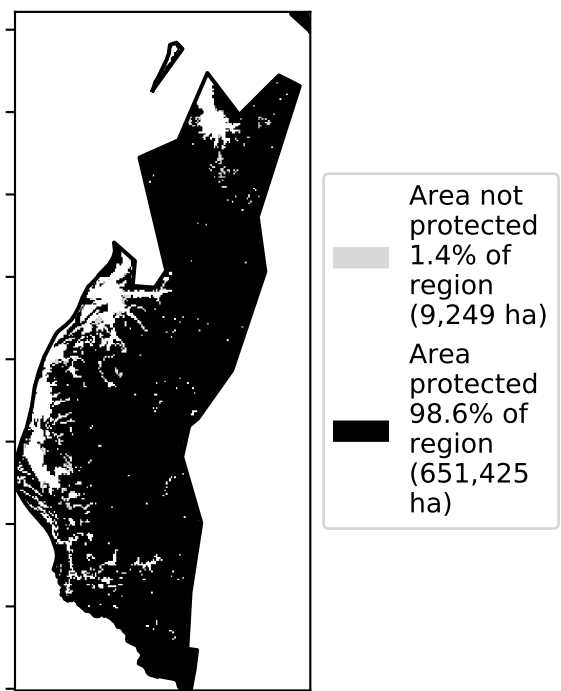 Area not
protected
1.4% of
region
(9,249 ha)
Area
protected
98.6% of
region
(651,425
ha)